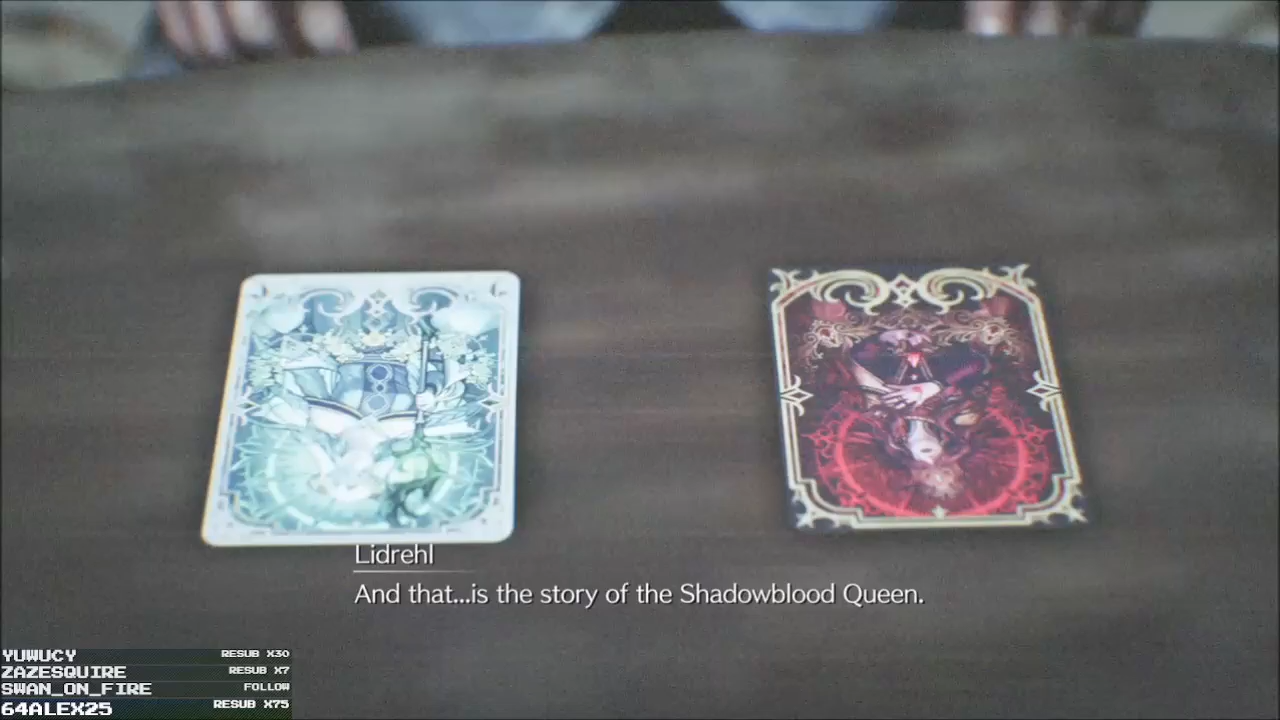 Lidrehl
And that...is the story of the Shadowblood Queen.
YUWUCY RESUB X30
ZAZESQUIRE RESUB X7
SWAN_ON_FIRE FOLLOW
64ALEX25 RESUB X75